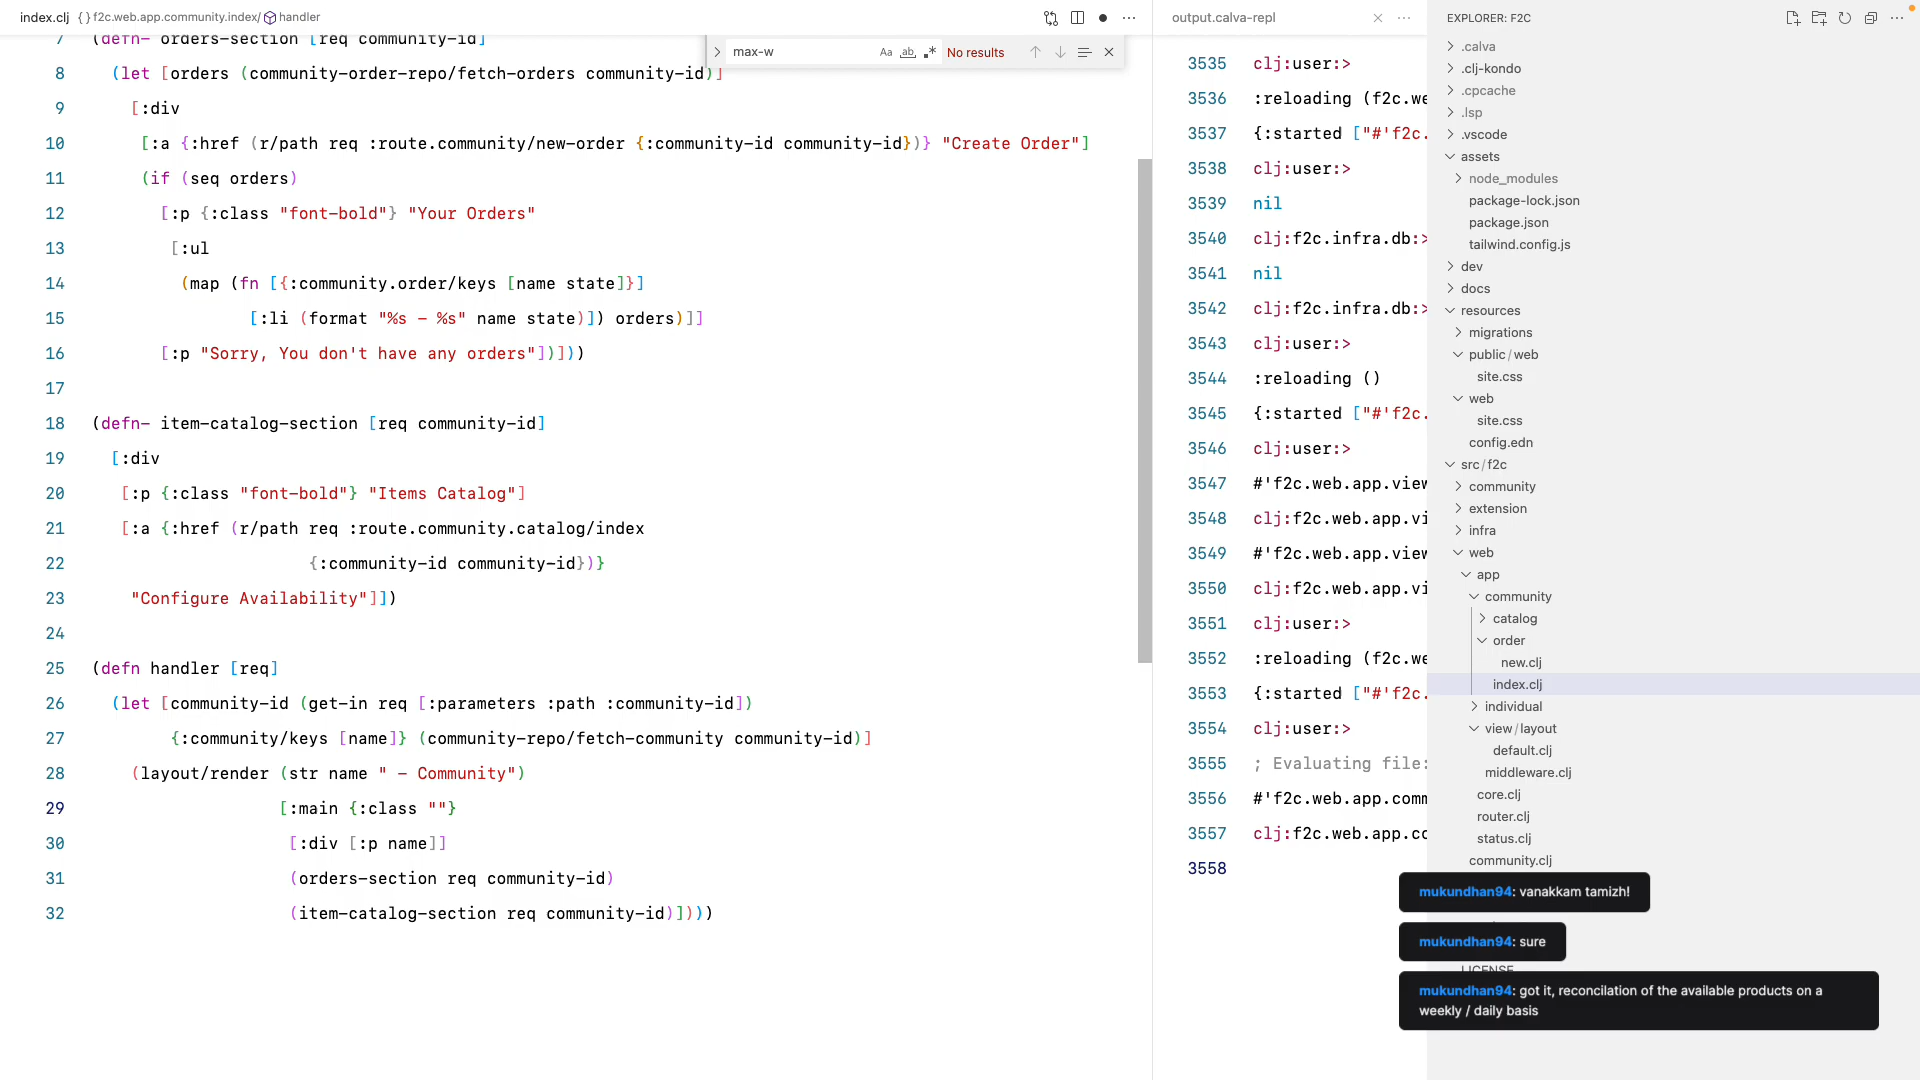 index.clj {} f2c.web.app.community.index/ handler
7 (defn- orders-section [req community-id]
max-w Aa ab .* No results
8 (let [orders (community-order-repo/fetch-orders community-id)]
9 [:div
10 [:a {:href (r/path req :route.community/new-order {:community-id community-id})} "Create Order"]
11 (if (seq orders)
12 [:p {:class "font-bold"} "Your Orders"
13 [:ul
14 (map (fn [{:community.order/keys [name state]}]
15 [:li (format "%s - %s" name state)]) orders)]]
16 [:p "Sorry, You don't have any orders"])]))
17
18 (defn- item-catalog-section [req community-id]
19 [:div
20 [:p {:class "font-bold"} "Items Catalog"]
21 [:a {:href (r/path req :route.community.catalog/index
22 {:community-id community-id})}
23 "Configure Availability"]])
24
25 (defn handler [req]
26 (let [community-id (get-in req [:parameters :path :community-id])
27 {:community/keys [name]} (community-repo/fetch-community community-id)]
28 (layout/render (str name " - Community")
29 [:main {:class ""}
30 [:div [:p name]]
31 (orders-section req community-id)
32 (item-catalog-section req community-id)])))
output.calva-repl
3535 clj:user:>
3536 :reloading (f2c.we
3537 {:started ["#'f2c.
3538 clj:user:>
3539 nil
3540 clj:f2c.infra.db:>
3541 nil
3542 clj:f2c.infra.db:>
3543 clj:user:>
3544 :reloading ()
3545 {:started ["#'f2c.
3546 clj:user:>
3547 #'f2c.web.app.view
3548 clj:f2c.web.app.vi
3549 #'f2c.web.app.view
3550 clj:f2c.web.app.vi
3551 clj:user:>
3552 :reloading (f2c.we
3553 {:started ["#'f2c.
3554 clj:user:>
3555 ; Evaluating file:
3556 #'f2c.web.app.comm
3557 clj:f2c.web.app.co
3558
EXPLORER: F2C
.calva
.clj-kondo
.cpcache
.lsp
.vscode
assets
node_modules
package-lock.json
package.json
tailwind.config.js
dev
docs
resources
migrations
public/web
site.css
web
site.css
config.edn
src/f2c
community
extension
infra
web
app
community
catalog
order
new.clj
index.clj
individual
view/layout
default.clj
middleware.clj
core.clj
router.clj
status.clj
community.clj
mukundhan94: vanakkam tamizh!
mukundhan94: sure
LICENSE
mukundhan94: got it, reconcilation of the available products on a
weekly / daily basis